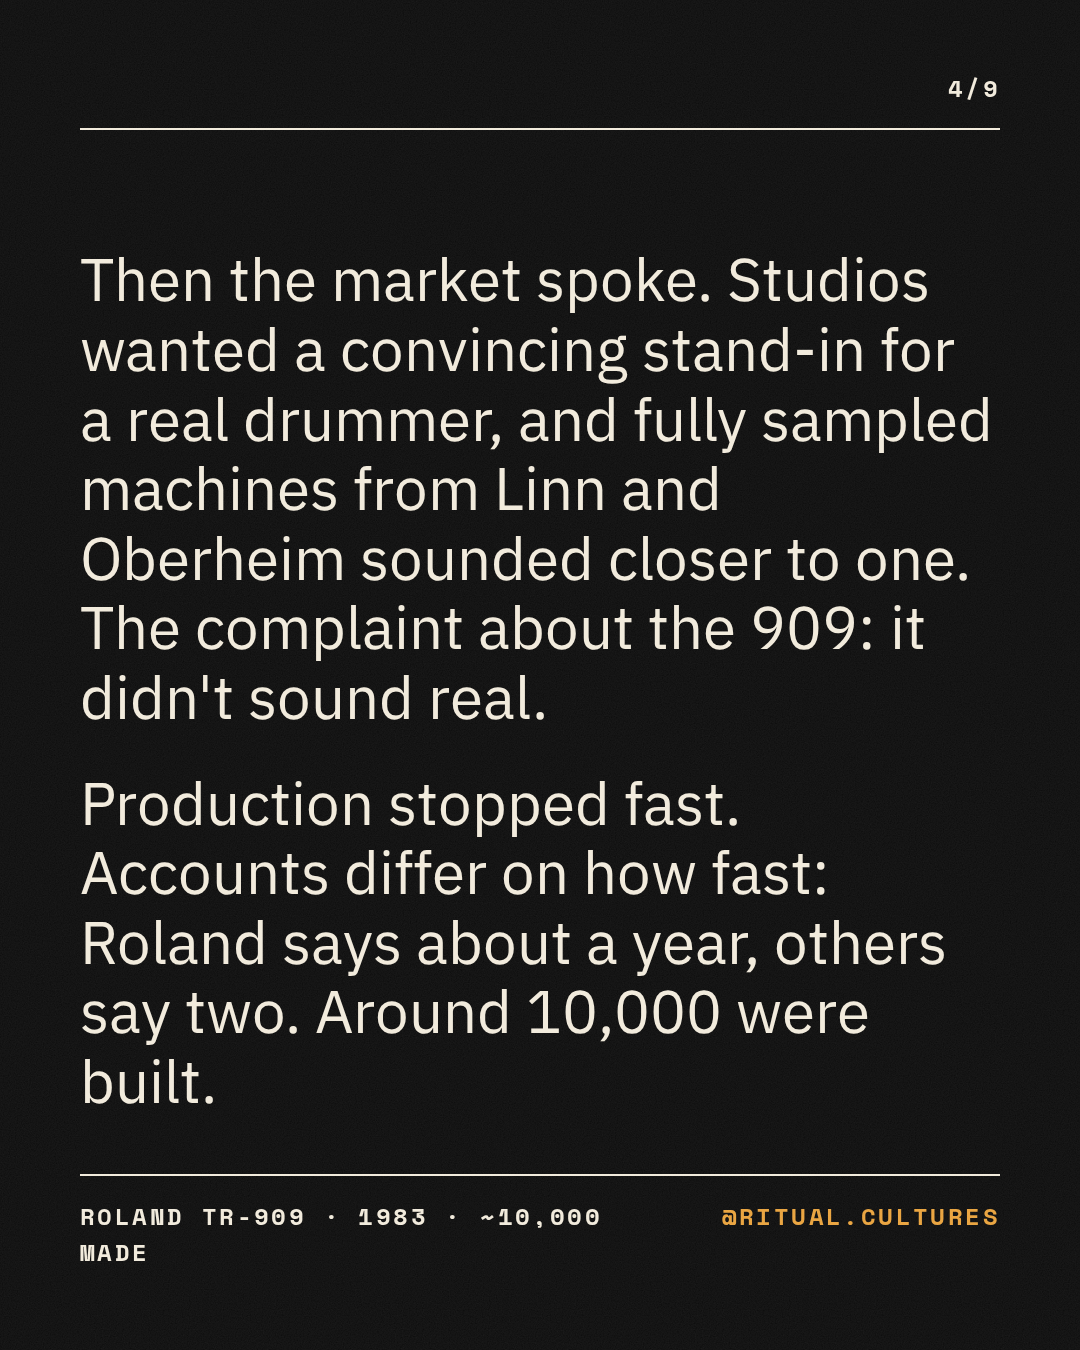 4/9
Then the market spoke. Studios
wanted a convincing stand-in for
a real drummer, and fully sampled
machines from Linn and
Oberheim sounded closer to one.
The complaint about the 909: it
didn't sound real.
Production stopped fast.
Accounts differ on how fast:
Roland says about a year, others
say two. Around 10,000 were
built.
ROLAND TR-909 · 1983 · ~10,000
MADE
@RITUAL.CULTURES